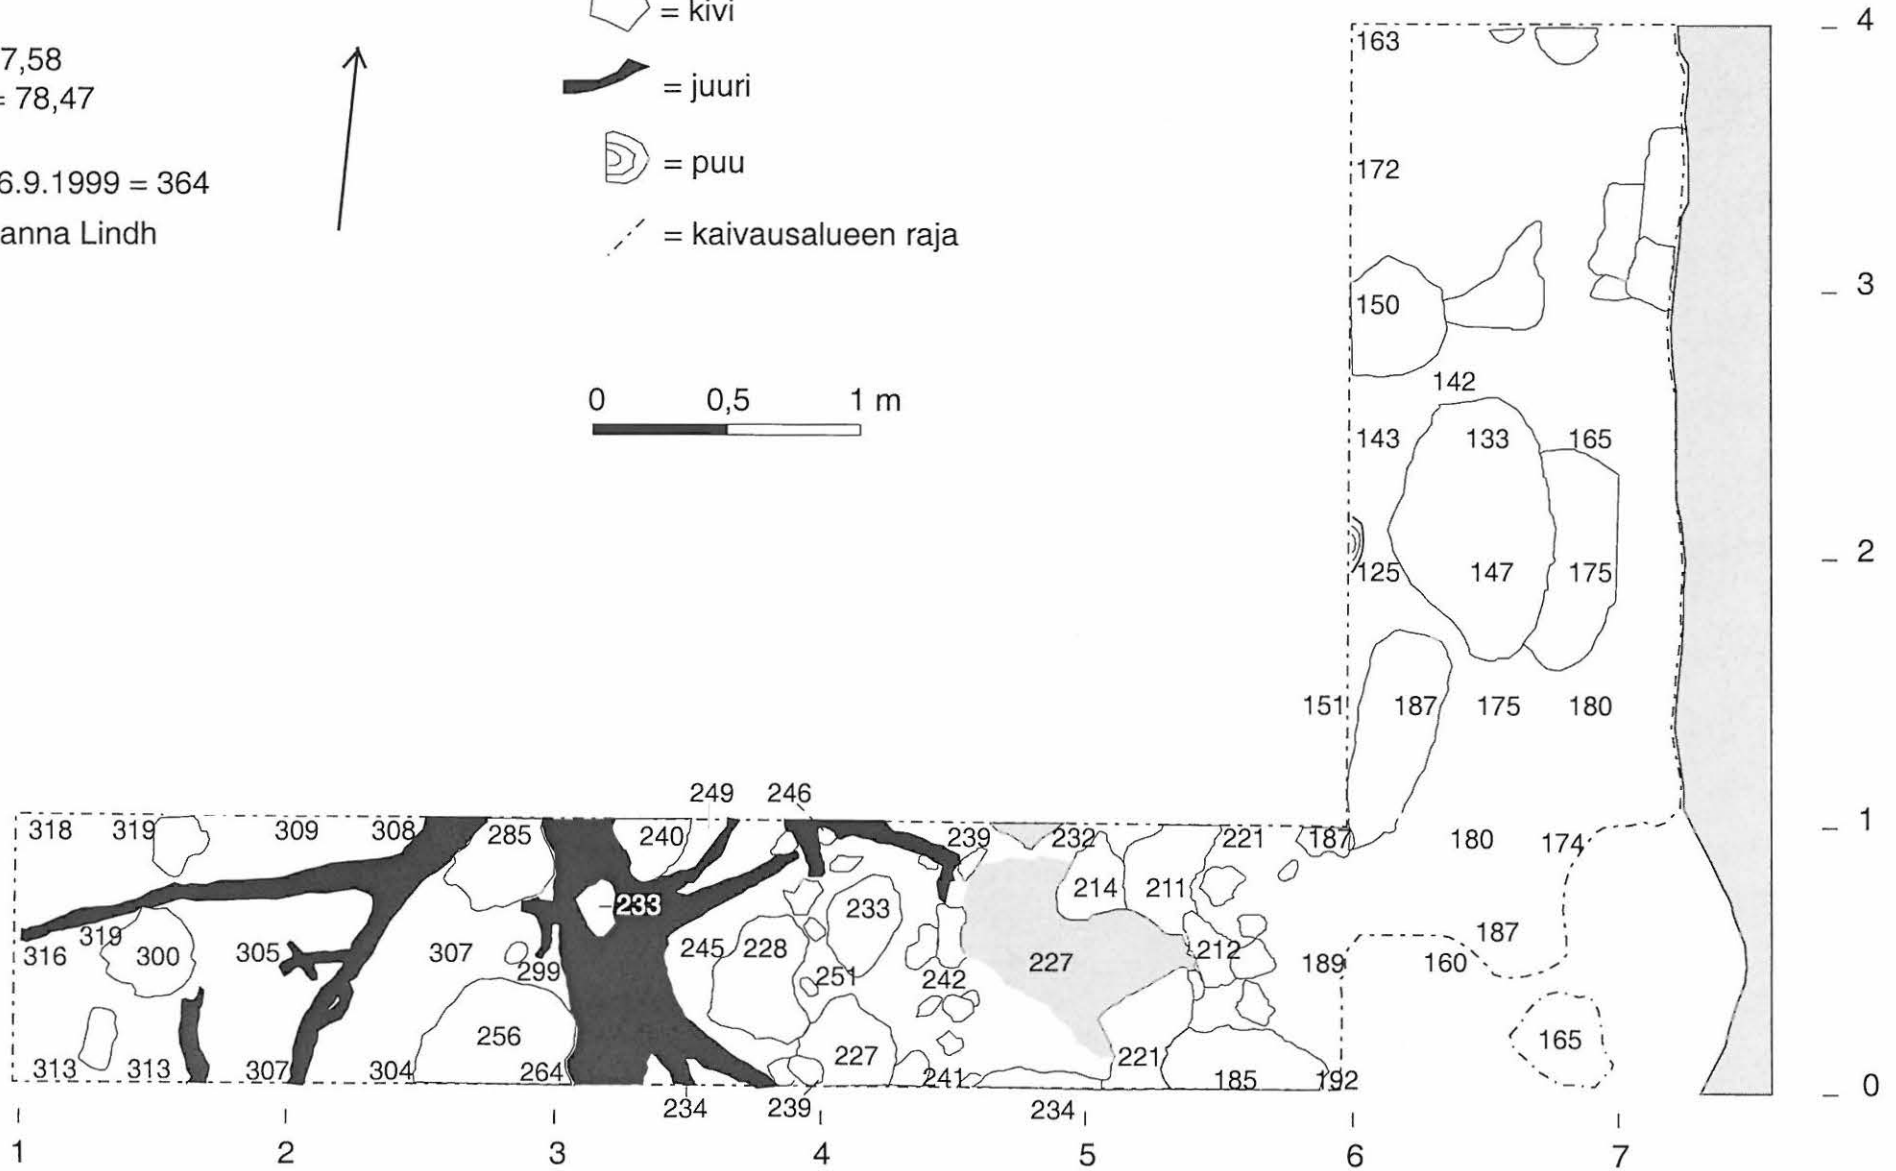 = kivi
7,58
= 78,47
= juuri
= puu
6.9.1999 = 364
anna Lindh
= kaivausalueen raja
0 0,5 1 m
4
163
172
3
150
142
143 133 165
2
125 147 175
151 187 175 180
249 246
1
318 319 309 308 285 240 239 232 221 187 180 174
214 211
233 233
319 187
316 300 305 307 245 228 212
299 251 242 227 189 160
256 165
227 221
313 313 307 304 264 241 185 192
0
234 239 234
1 2 3 4 5 6 7